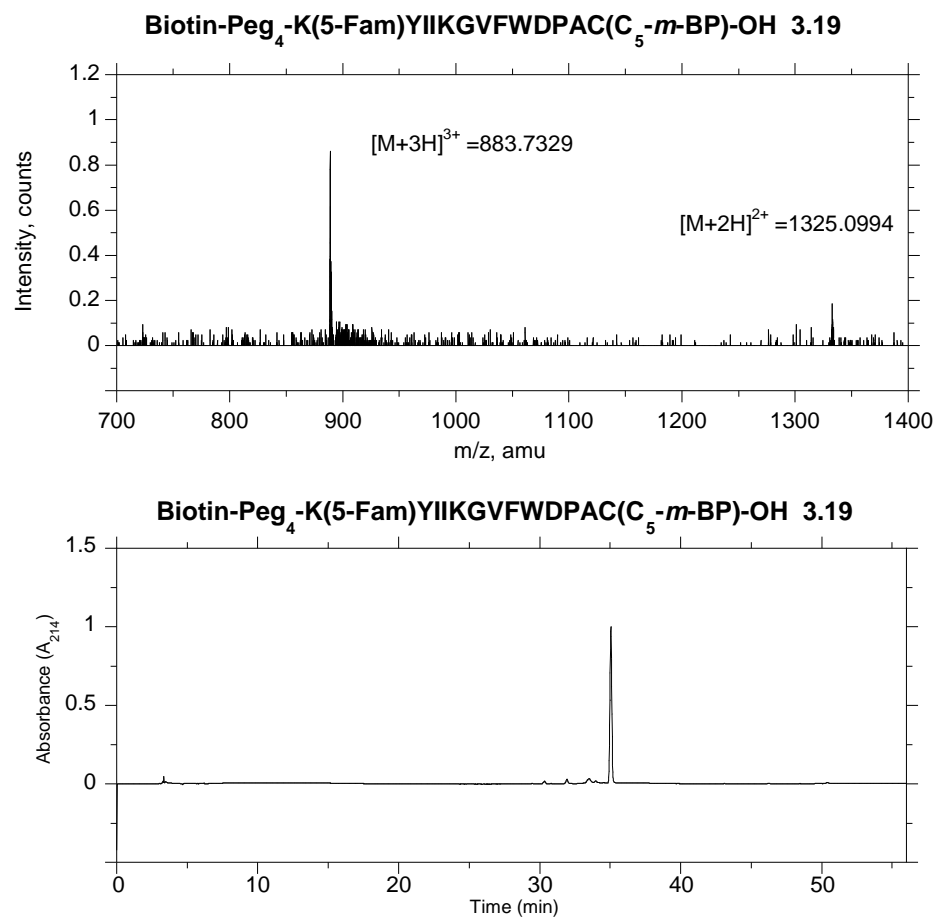 Biotin-Peg4-K(5-Fam)YIIKGVFWDPAC(C5-m-BP)-OH 3.19
1.2
1
0.8
0.6
0.4
0.2
0
Intensity, counts
[M+3H]3+ =883.7329
[M+2H]2+ =1325.0994
700 800 900 1000 1100 1200 1300 1400
m/z, amu
Biotin-Peg4-K(5-Fam)YIIKGVFWDPAC(C5-m-BP)-OH 3.19
1.5
1
0.5
0
Absorbance (A214)
0 10 20 30 40 50
Time (min)